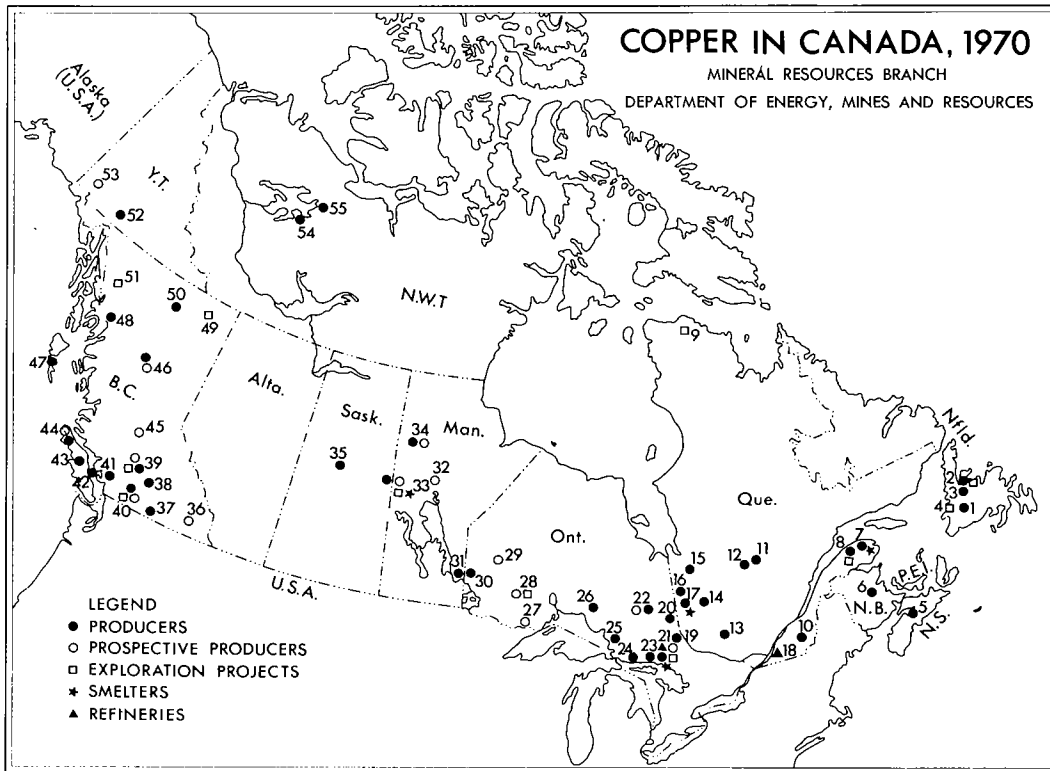 COPPER IN CANADA, 1970
MINERAL RESOURCES BRANCH
DEPARTMENT OF ENERGY, MINES AND RESOURCES
Alaska
(U.S.A.)
Y.T.
53
52
55
54
51
50
49
48
N.W.T
9
47
46
B.C.
Alta.
Sask.
Man.
34
Nfld.
44
45
35
43
41
39
42
38
32
33
Que.
2
3
4
1
40
37
36
29
Ont.
15
12
11
8
7
31
30
28
16
17
14
6
P.E.I.
N.B.
5
N.S.
U.S.A.
27
26
22
20
25
21
19
13
10
24
23
18
LEGEND
PRODUCERS
PROSPECTIVE PRODUCERS
EXPLORATION PROJECTS
SMELTERS
REFINERIES